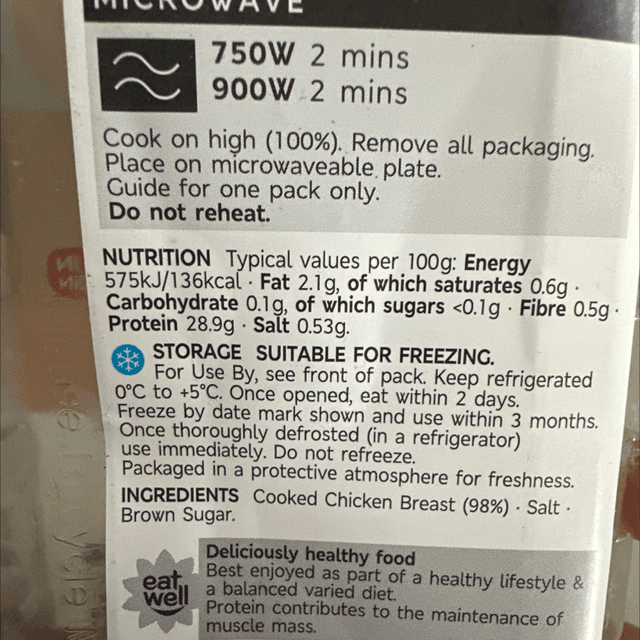 MICROWAVE
750W 2 mins
900W 2 mins
Cook on high (100%). Remove all packaging.
Place on microwaveable plate.
Guide for one pack only.
Do not reheat.
NUTRITION Typical values per 100g: Energy
575kJ/136kcal · Fat 2.1g, of which saturates 0.6g ·
Carbohydrate 0.1g, of which sugars <0.1g · Fibre 0.5g ·
Protein 28.9g · Salt 0.53g.
STORAGE SUITABLE FOR FREEZING.
For Use By, see front of pack. Keep refrigerated
0°C to +5°C. Once opened, eat within 2 days.
Freeze by date mark shown and use within 3 months.
Once thoroughly defrosted (in a refrigerator)
use immediately. Do not refreeze.
Packaged in a protective atmosphere for freshness.
INGREDIENTS Cooked Chicken Breast (98%) · Salt ·
Brown Sugar.
eat
well
Deliciously healthy food
Best enjoyed as part of a healthy lifestyle &
a balanced varied diet.
Protein contributes to the maintenance of
muscle mass.